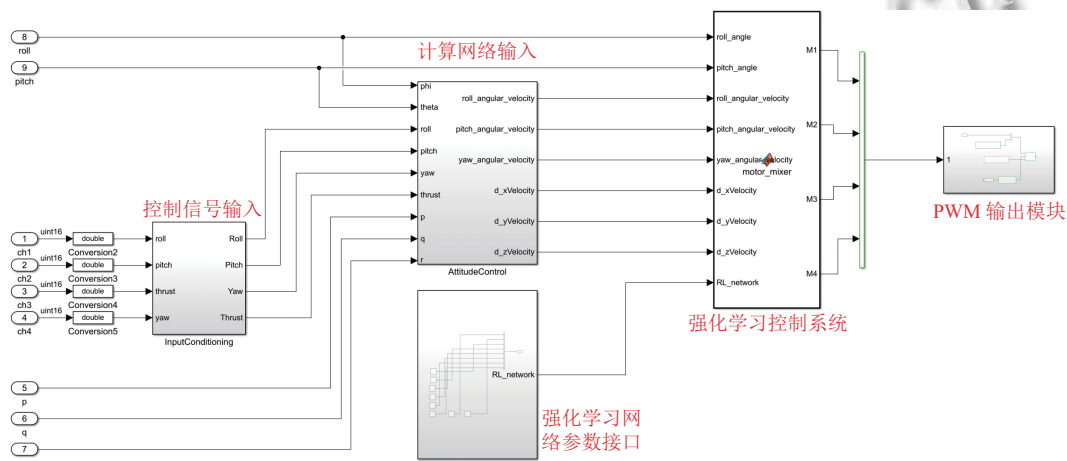 8
roll
9
pitch
计算网络输入
phi
theta
roll
pitch
yaw
thrust
p
q
r
roll_angular_velocity
pitch_angular_velocity
yaw_angular_velocity
d_xVelocity
d_yVelocity
d_zVelocity
AttitudeControl
roll_angle
pitch_angle
roll_angular_velocity
pitch_angular_velocity
yaw_angular_velocity
motor_mixer
d_xVelocity
d_yVelocity
d_zVelocity
RL_network
M1
M2
M3
M4
强化学习控制系统
1
PWM 输出模块
控制信号输入
1
ch1
uint16
double
Conversion2
2
ch2
uint16
double
Conversion3
3
ch3
uint16
double
Conversion4
4
ch4
uint16
double
Conversion5
roll
pitch
thrust
yaw
Roll
Pitch
Yaw
Thrust
InputConditioning
5
p
6
q
7
RL_network
强化学习网
络参数接口